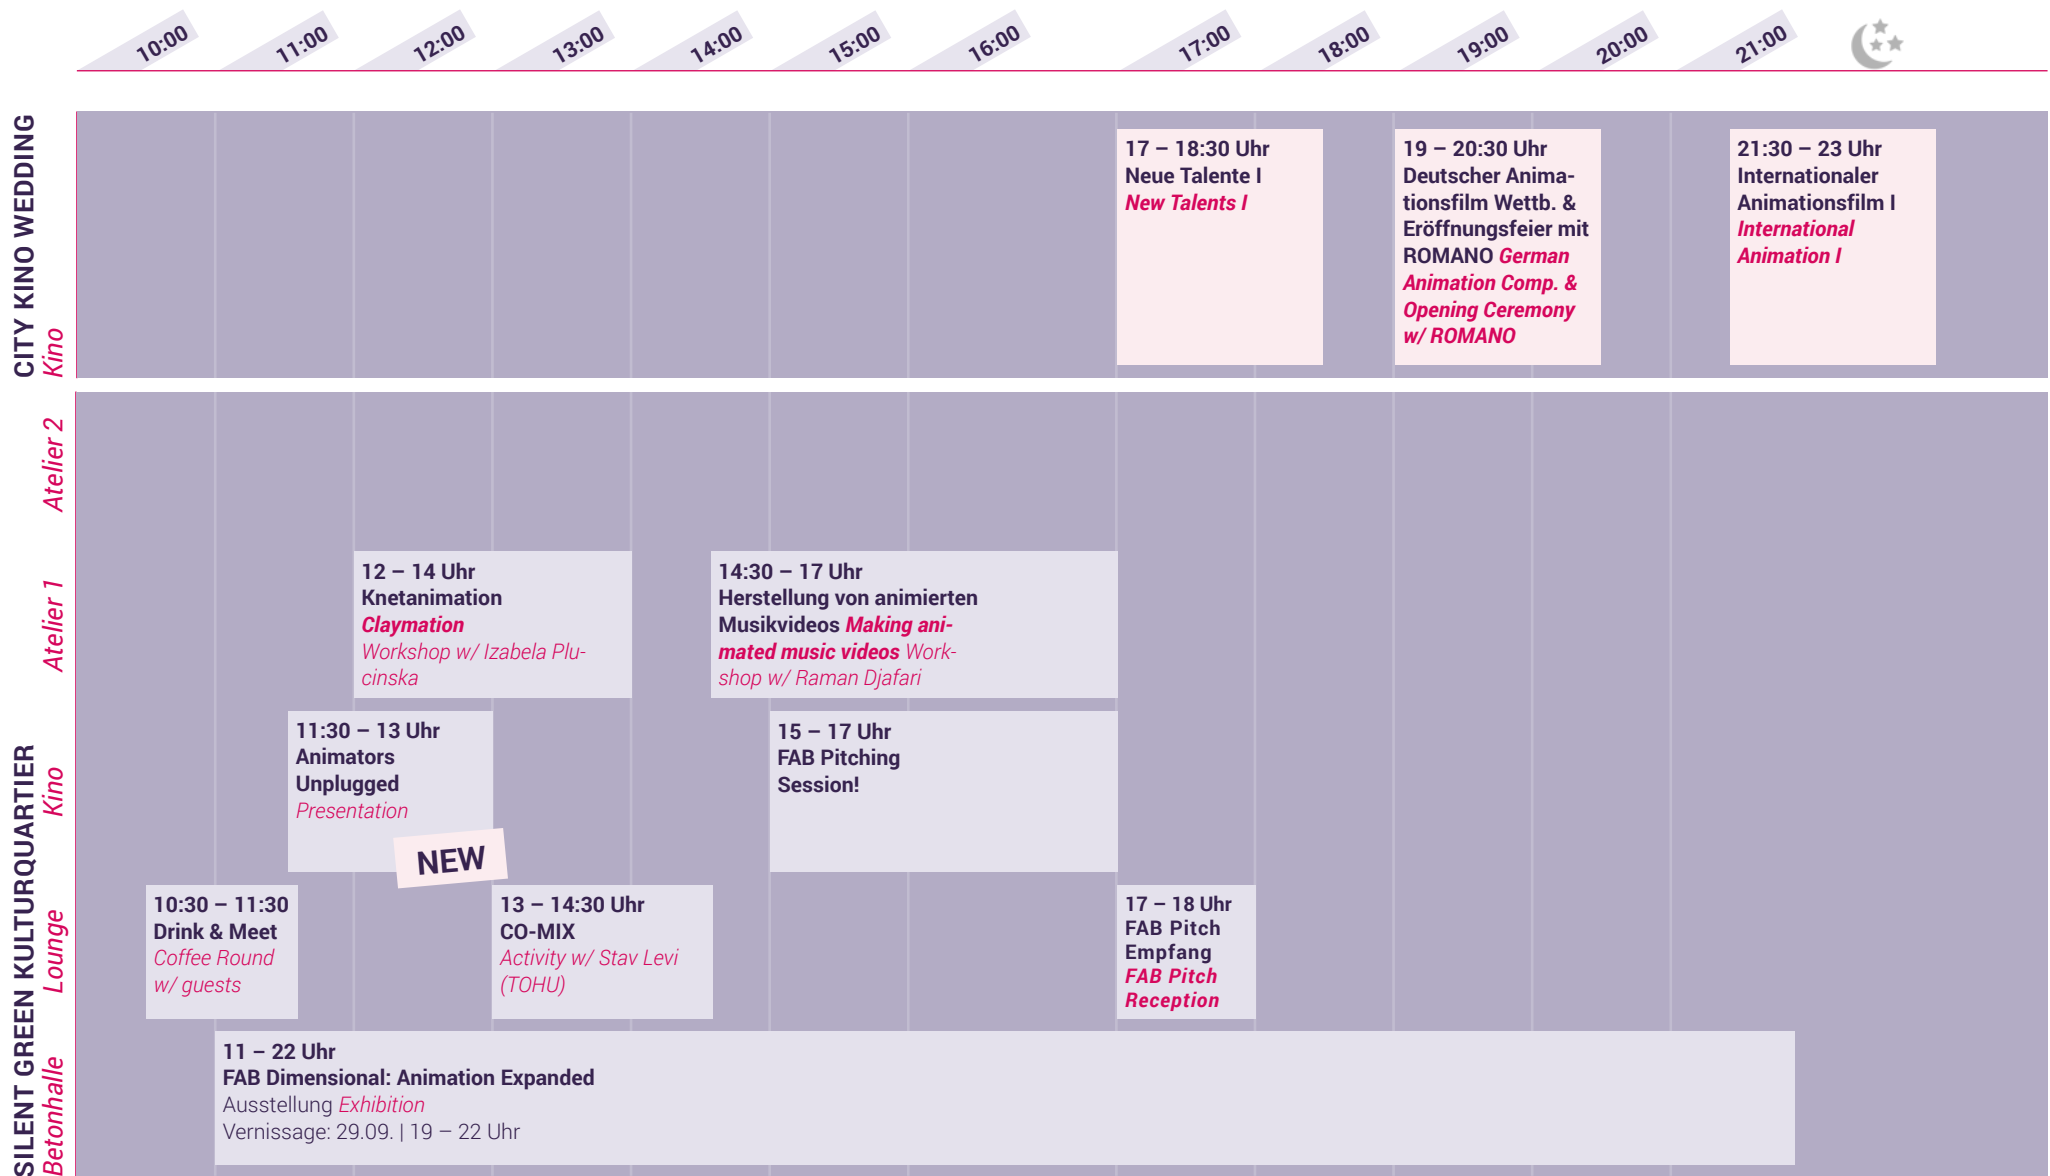 10:00
11:00
12:00
13:00
14:00
15:00
16:00
17:00
18:00
19:00
20:00
21:00
CITY KINO WEDDING
Kino
17 – 18:30 Uhr
Neue Talente I
New Talents I
19 – 20:30 Uhr
Deutscher Anima-
tionsfilm Wettb. &
Eröffnungsfeier mit
ROMANO German
Animation Comp. &
Opening Ceremony
w/ ROMANO
21:30 – 23 Uhr
Internationaler
Animationsfilm I
International
Animation I
SILENT GREEN KULTURQUARTIER
Atelier 2
Atelier 1
12 – 14 Uhr
Knetanimation
Claymation
Workshop w/ Izabela Plu-
cinska
14:30 – 17 Uhr
Herstellung von animierten
Musikvideos Making ani-
mated music videos Work-
shop w/ Raman Djafari
Kino
11:30 – 13 Uhr
Animators
Unplugged
Presentation
NEW
15 – 17 Uhr
FAB Pitching
Session!
Lounge
10:30 – 11:30
Drink & Meet
Coffee Round
w/ guests
13 – 14:30 Uhr
CO-MIX
Activity w/ Stav Levi
(TOHU)
17 – 18 Uhr
FAB Pitch
Empfang
FAB Pitch
Reception
Betonhalle
11 – 22 Uhr
FAB Dimensional: Animation Expanded
Ausstellung Exhibition
Vernissage: 29.09. | 19 – 22 Uhr